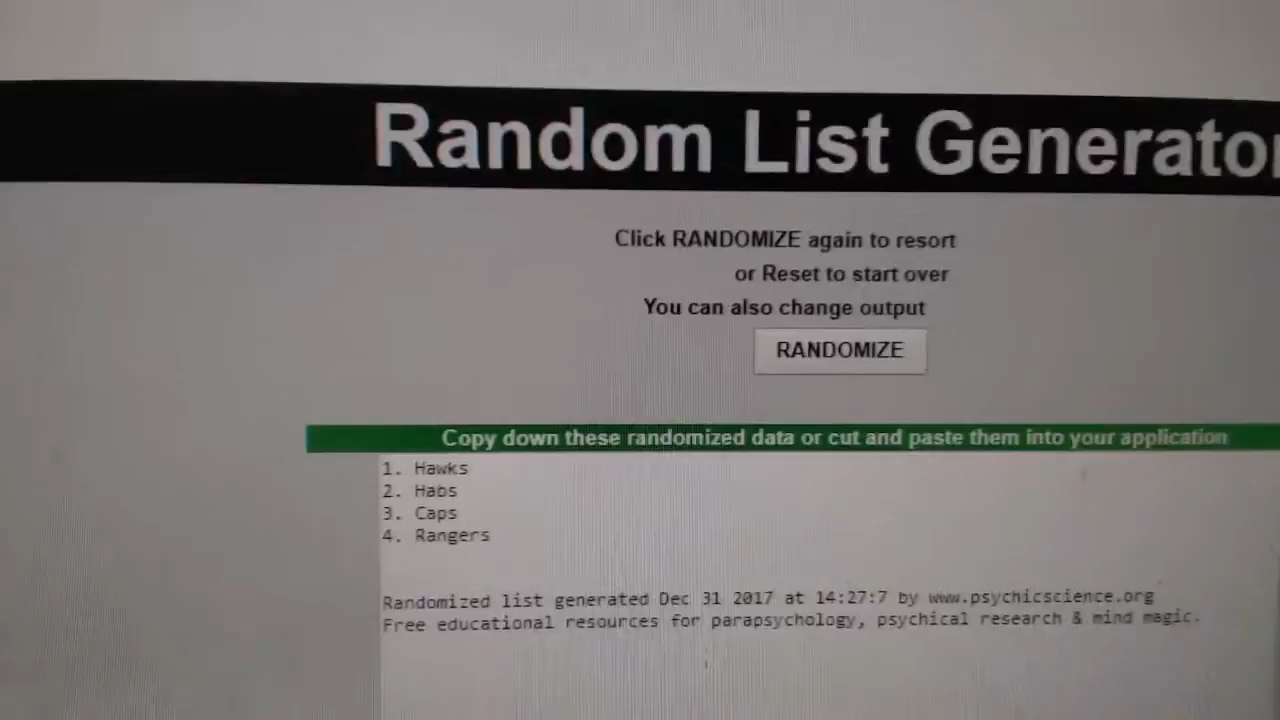 Random List Generator
Click RANDOMIZE again to resort
or Reset to start over
You can also change output
RANDOMIZE
Copy down these randomized data or cut and paste them into your application
1. Hawks
2. Habs
3. Caps
4. Rangers
Randomized list generated Dec 31 2017 at 14:27:7 by www.psychicscience.org
Free educational resources for parapsychology, psychical research & mind magic.